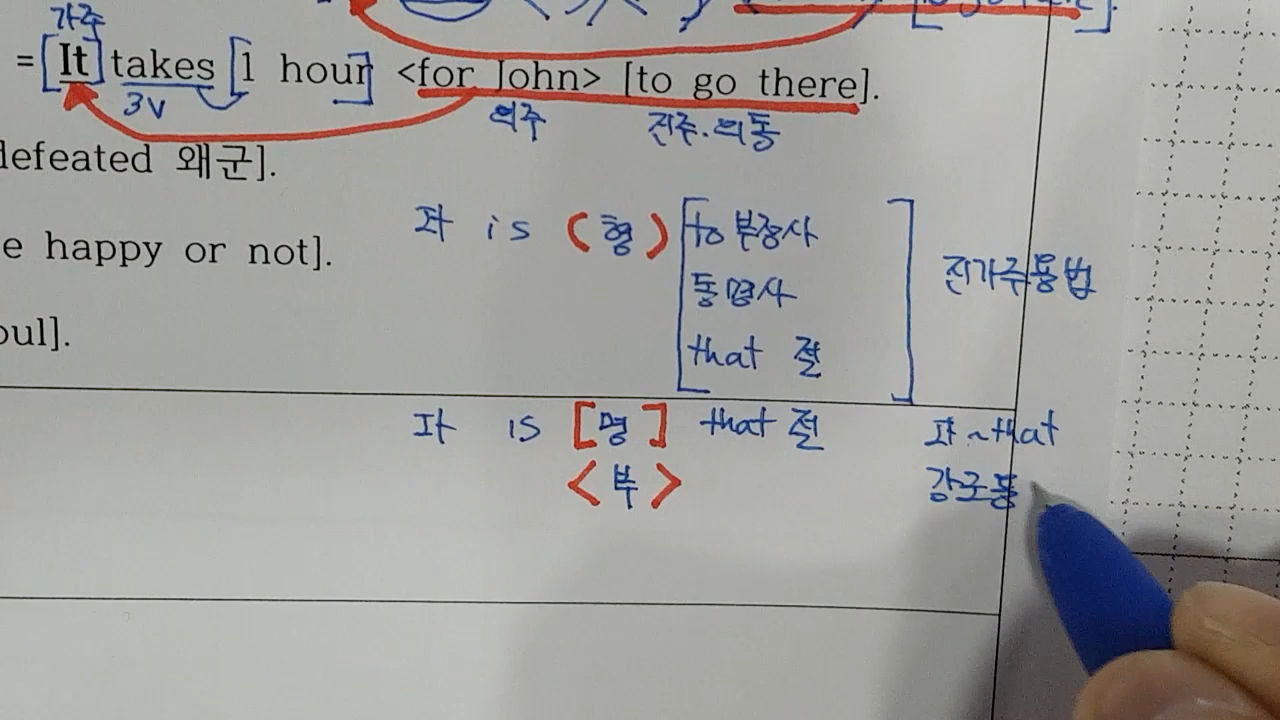 가주
= [It] takes [1 hour] <for John> [to go there].
3V 의주 진주.의동
defeated 왜군].
It is (형) [to 부정사
e happy or not].
동명사 ] 진가주용법
oul].
that 절
It is [명] that 절 It ~ that
<부> 강조용